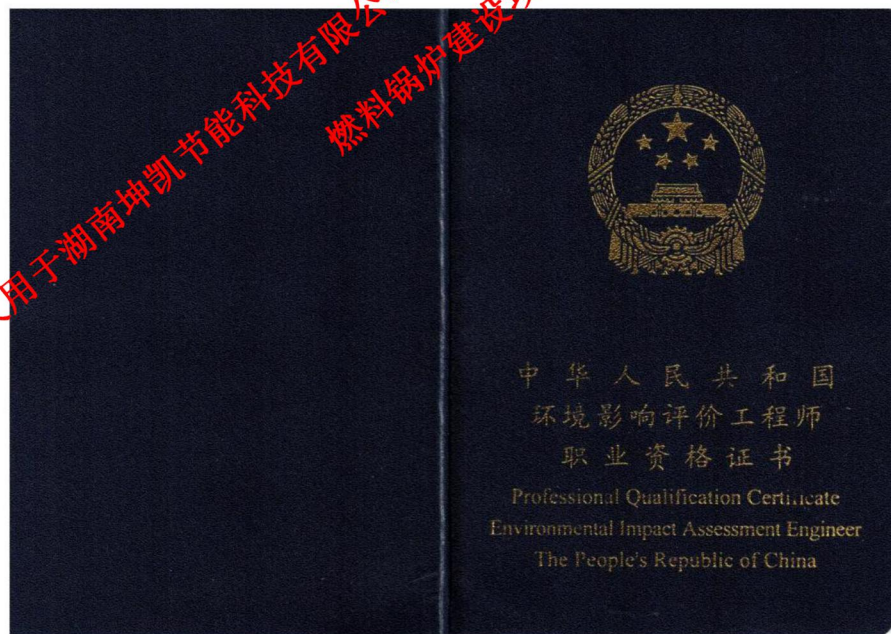 用于湖南坤凯节能科技有限公
燃料锅炉建设
中华人民共和国
环境影响评价工程师
职业资格证书
Professional Qualification Certificate
Environmental Impact Assessment Engineer
The People's Republic of China